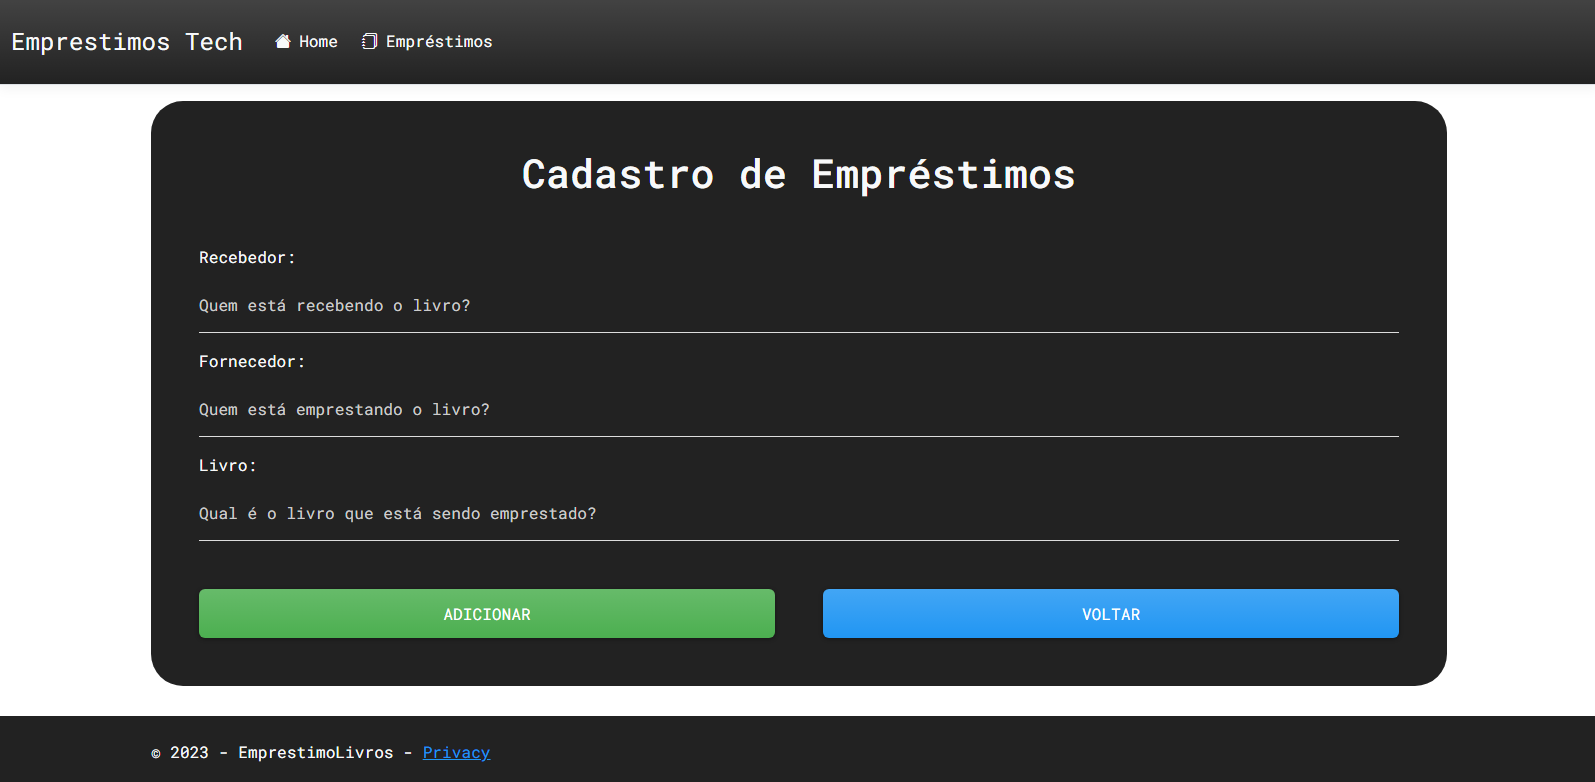 Emprestimos Tech Home Empréstimos
Cadastro de Empréstimos
Recebedor:
Quem está recebendo o livro?
Fornecedor:
Quem está emprestando o livro?
Livro:
Qual é o livro que está sendo emprestado?
ADICIONAR VOLTAR
© 2023 - EmprestimoLivros - Privacy